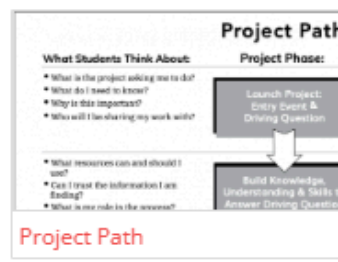 Project Path
What Students Think About:
Project Phase:
* What is the project asking me to do?
* What do I need to know?
* Why is this important?
* Who will I be sharing my work with?
Launch Project:
Entry Event &
Driving Question
* What resources can and should I
use?
* Can I trust the information I am
finding?
* What is my role in the process?
Build Knowledge,
Understanding & Skills t
Answer Driving Questio
Project Path